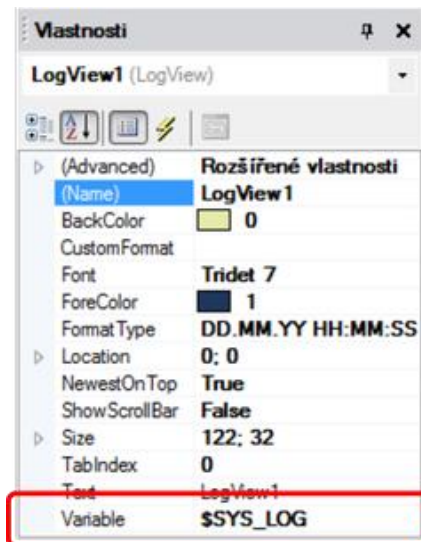 Vlastnosti
LogView1 (LogView)
(Advanced) Rozšířené vlastnosti
(Name) LogView1
BackColor 0
CustomFormat
Font Tridet 7
ForeColor 1
FormatType DD.MM.YY HH:MM:SS
Location 0; 0
NewestOnTop True
ShowScrollBar False
Size 122; 32
TabIndex 0
Text LogView1
Variable $SYS_LOG